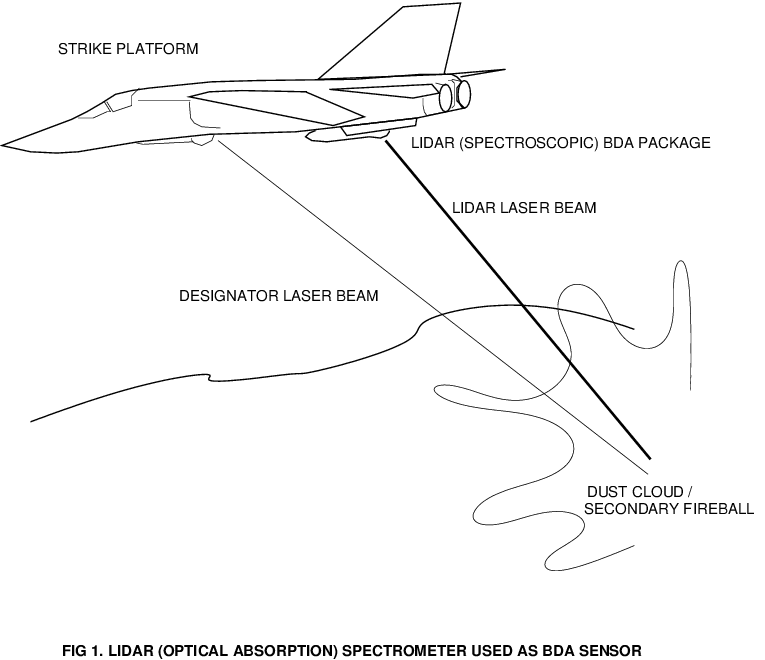 STRIKE PLATFORM
LIDAR (SPECTROSCOPIC) BDA PACKAGE
LIDAR LASER BEAM
DESIGNATOR LASER BEAM
DUST CLOUD /
SECONDARY FIREBALL
FIG 1. LIDAR (OPTICAL ABSORPTION) SPECTROMETER USED AS BDA SENSOR